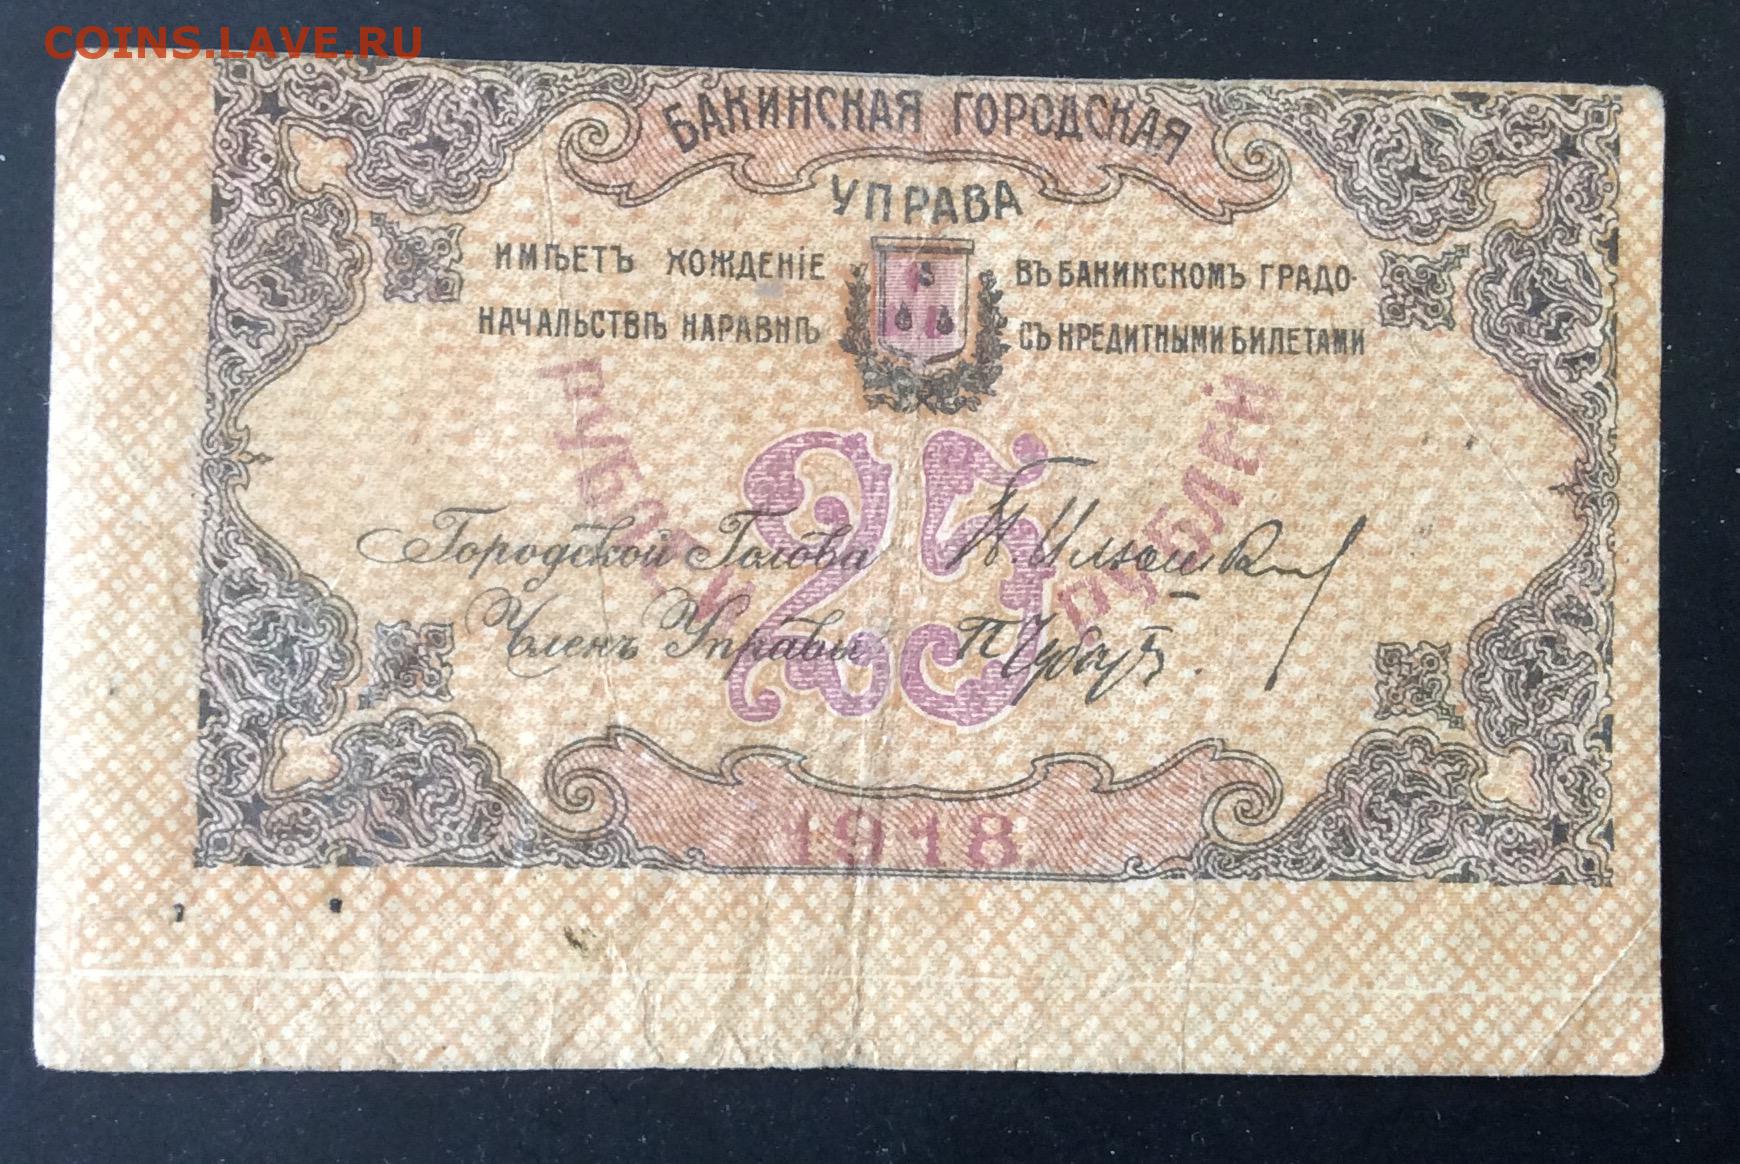 COINS.LAVE.RU
БАКИНСКАЯ ГОРОДСКАЯ
УПРАВА
ИМѢЕТЪ ХОЖДЕНІЕ ВЪ БАКИНСКОМЪ ГРАДО-
НАЧАЛЬСТВѢ НАРАВНѢ СЪ КРЕДИТНЫМИ БИЛЕТАМИ
РУБЛЕЙ 25 РУБЛЕЙ
Городской Голова
Членъ Управы
1918